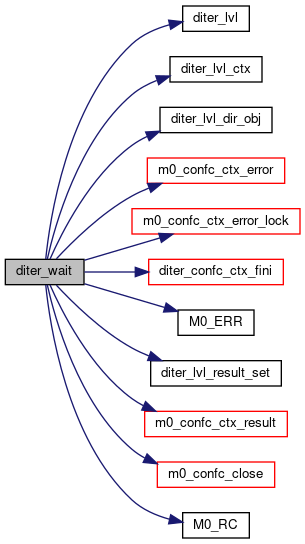 diter_lvl
diter_lvl_ctx
diter_lvl_dir_obj
m0_confc_ctx_error
m0_confc_ctx_error_lock
diter_wait
diter_confc_ctx_fini
M0_ERR
diter_lvl_result_set
m0_confc_ctx_result
m0_confc_close
M0_RC